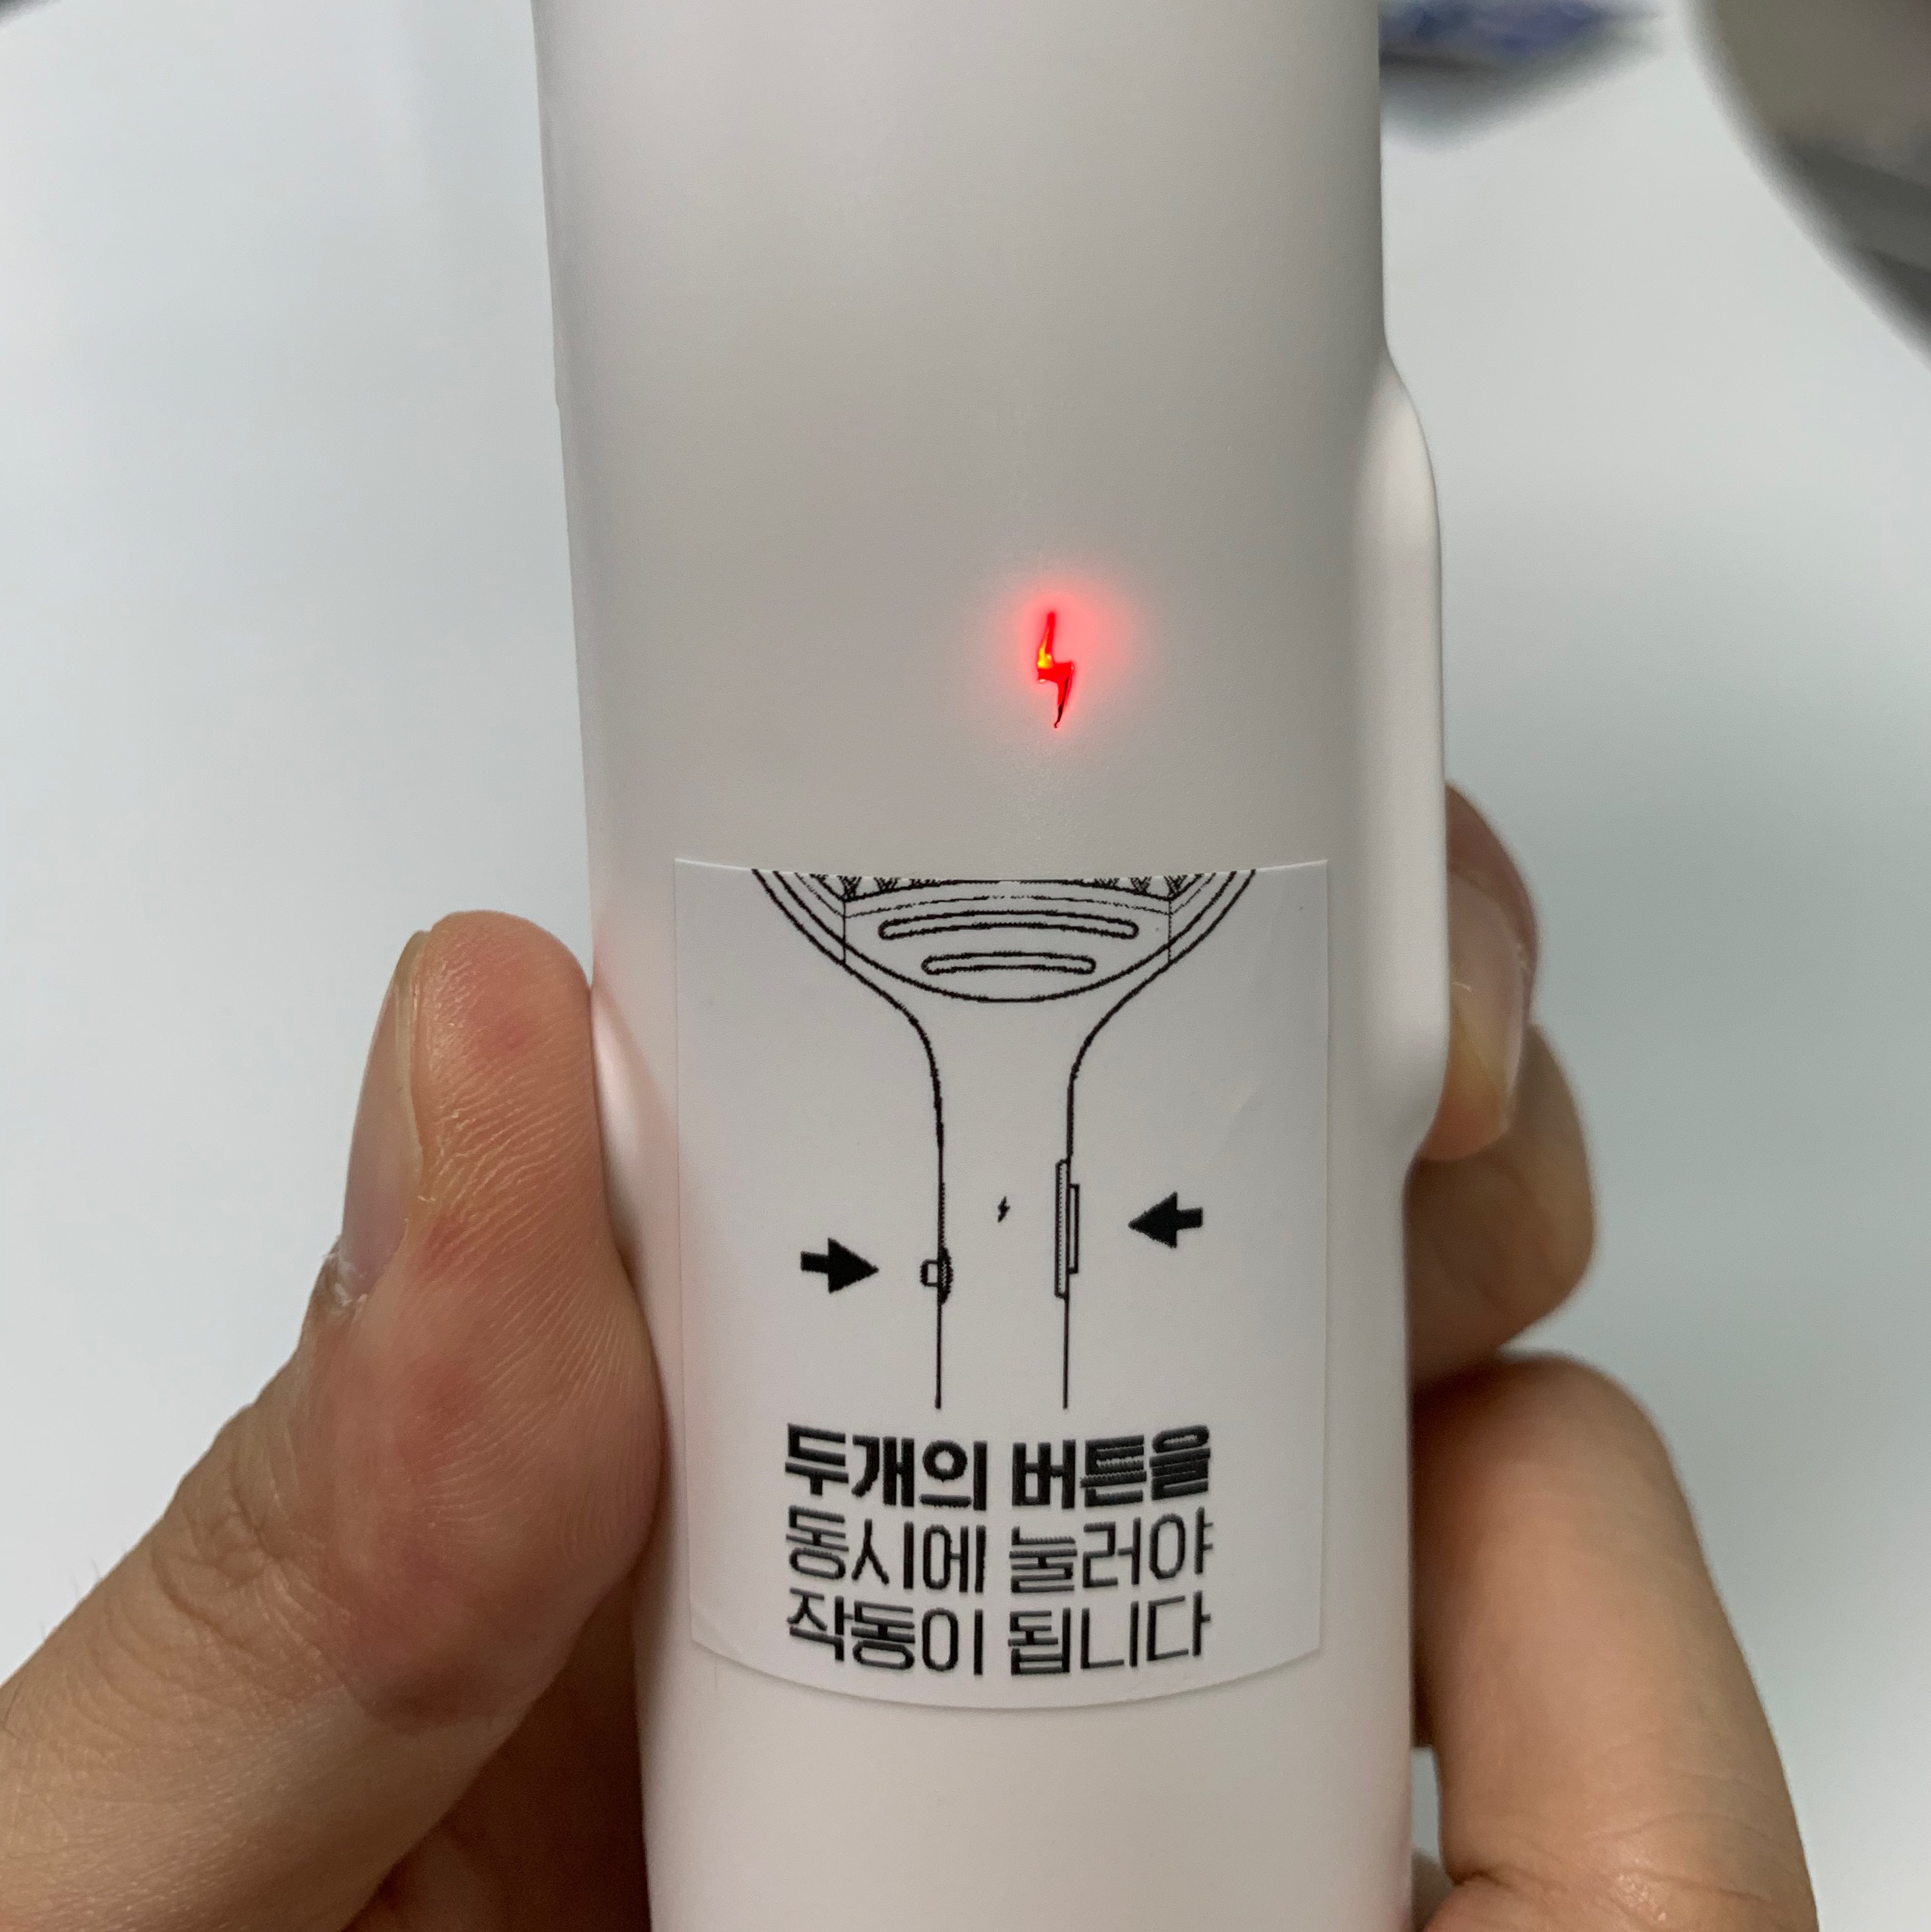 두개의 버튼을
동시에 눌러야
작동이 됩니다